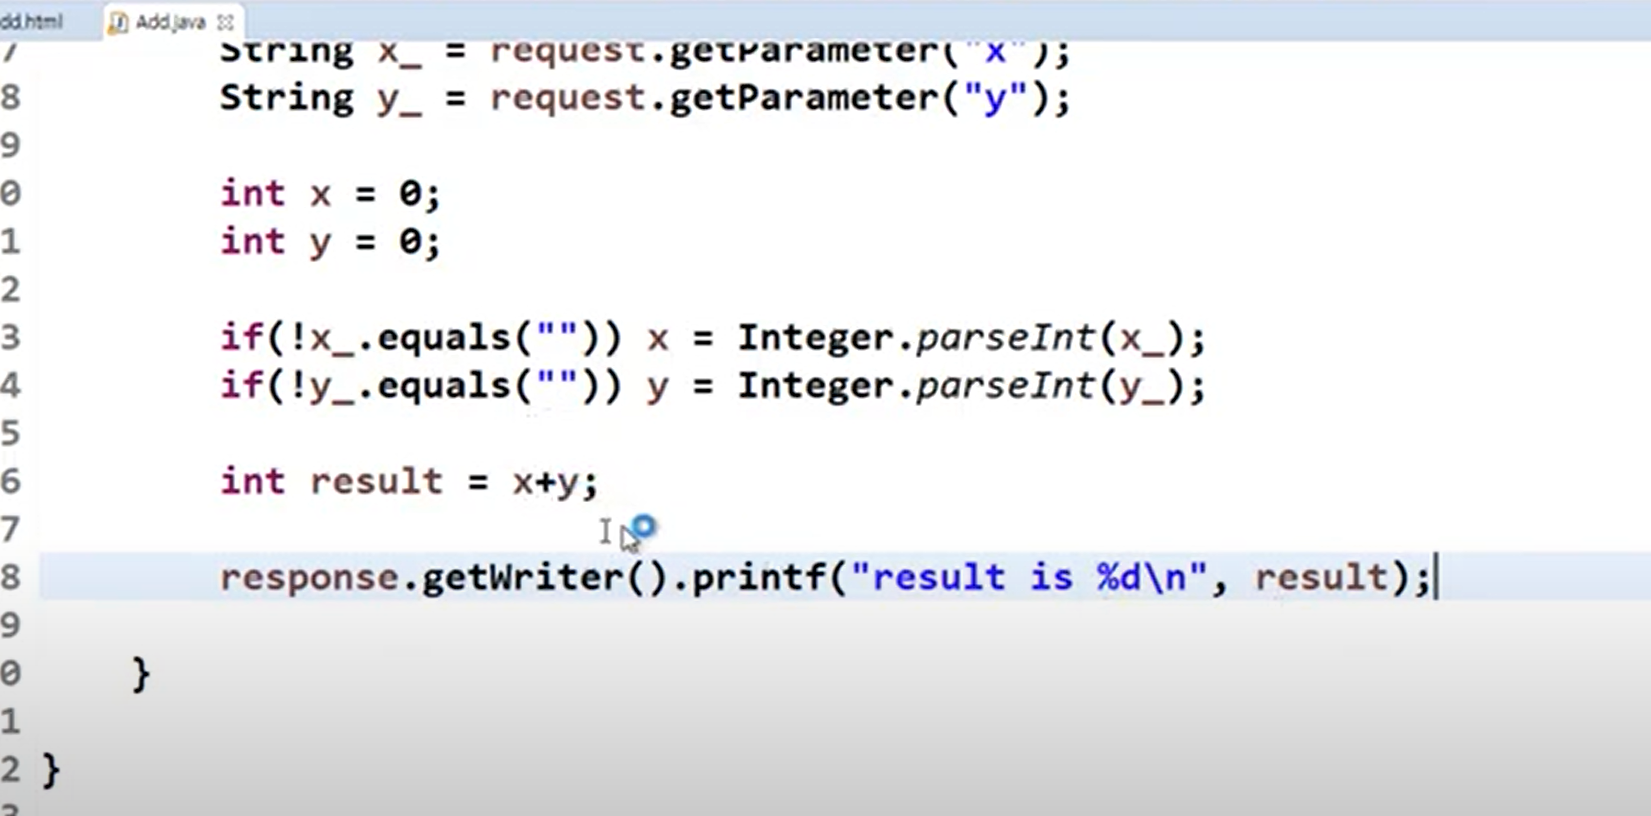 dd.html Add.java
7 String x_ = request.getParameter("x");
8 String y_ = request.getParameter("y");
9
0 int x = 0;
1 int y = 0;
2
3 if(!x_.equals("")) x = Integer.parseInt(x_);
4 if(!y_.equals("")) y = Integer.parseInt(y_);
5
6 int result = x+y;
7
8 response.getWriter().printf("result is %d\n", result);
9
0 }
1
2 }
3